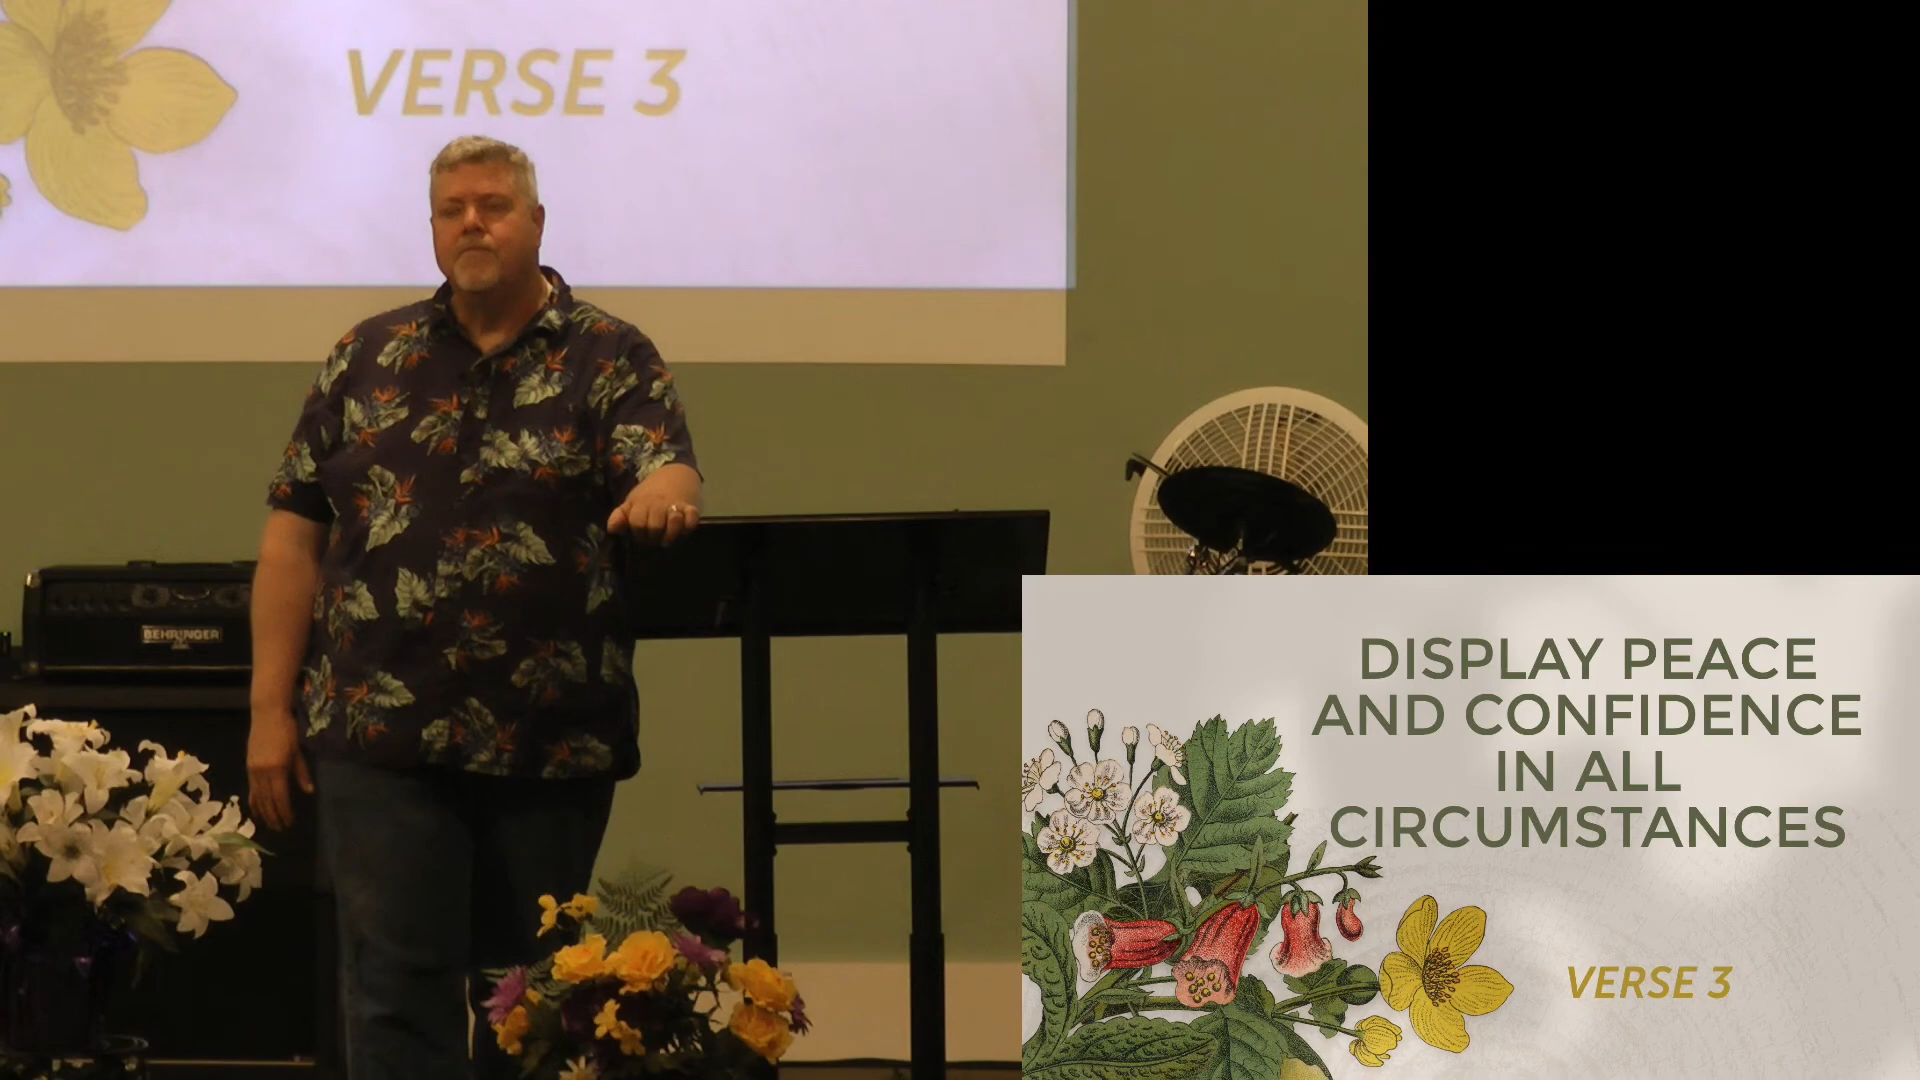 VERSE 3
BEHRINGER
DISPLAY PEACE
AND CONFIDENCE
IN ALL
CIRCUMSTANCES
VERSE 3